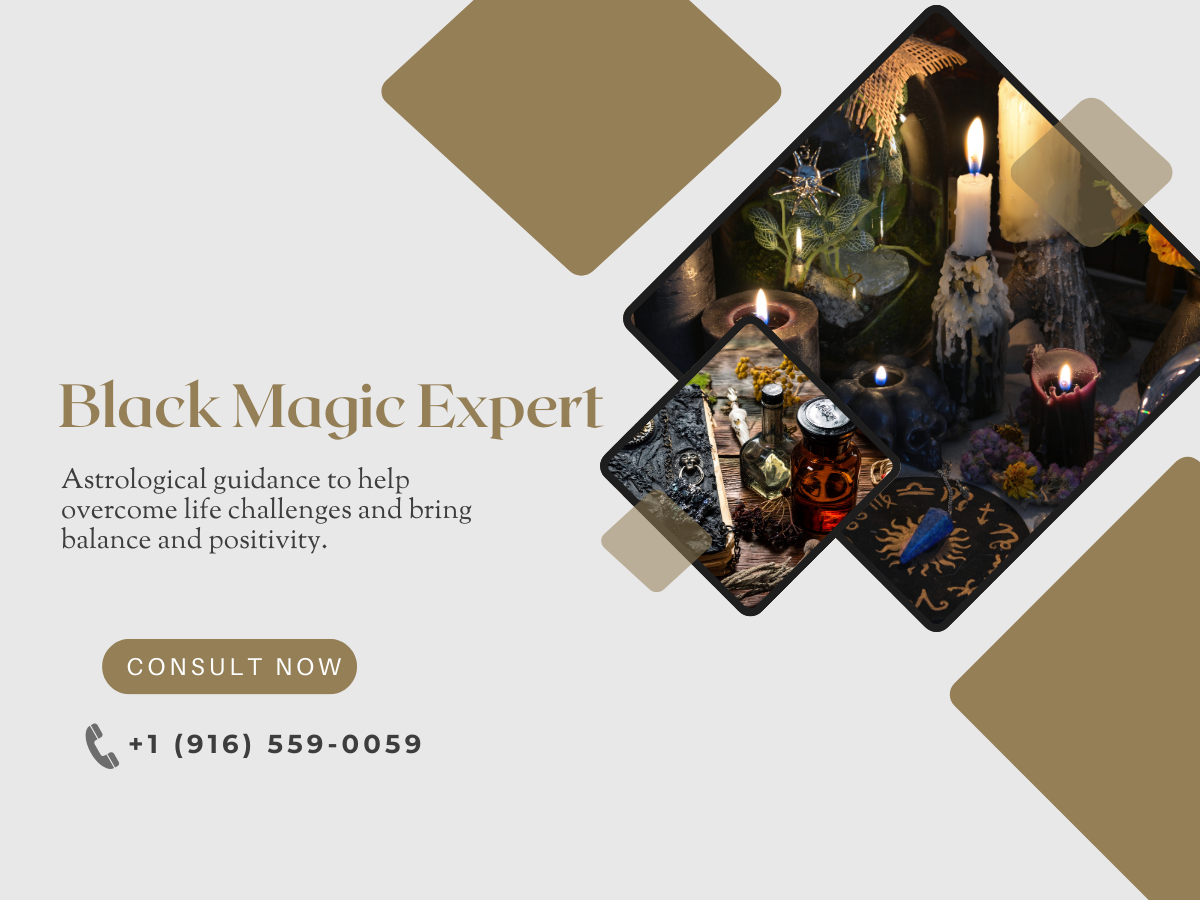 Black Magic Expert
Astrological guidance to help
overcome life challenges and bring
balance and positivity.
CONSULT NOW
+1 (916) 559-0059